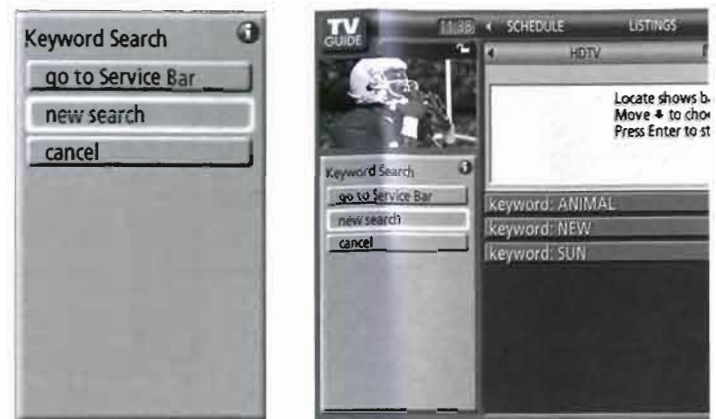 Keyword Search
go to Service Bar
new search
cancel
TV
GUIDE
11:38
SCHEDULE
LISTINGS
HDTV
Locate shows b
Move to cho
Press Enter to st
Keyword Search
go to Service Bar
new search
cancel
keyword: ANIMAL
keyword: NEW
keyword: SUN